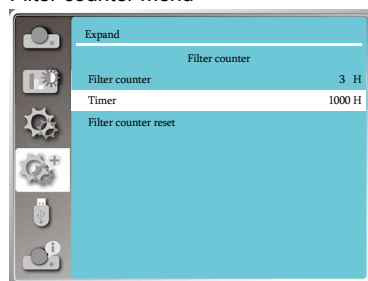 Filter counter menu
Expand
Filter counter
Filter counter 3 H
Timer 1000 H
Filter counter reset